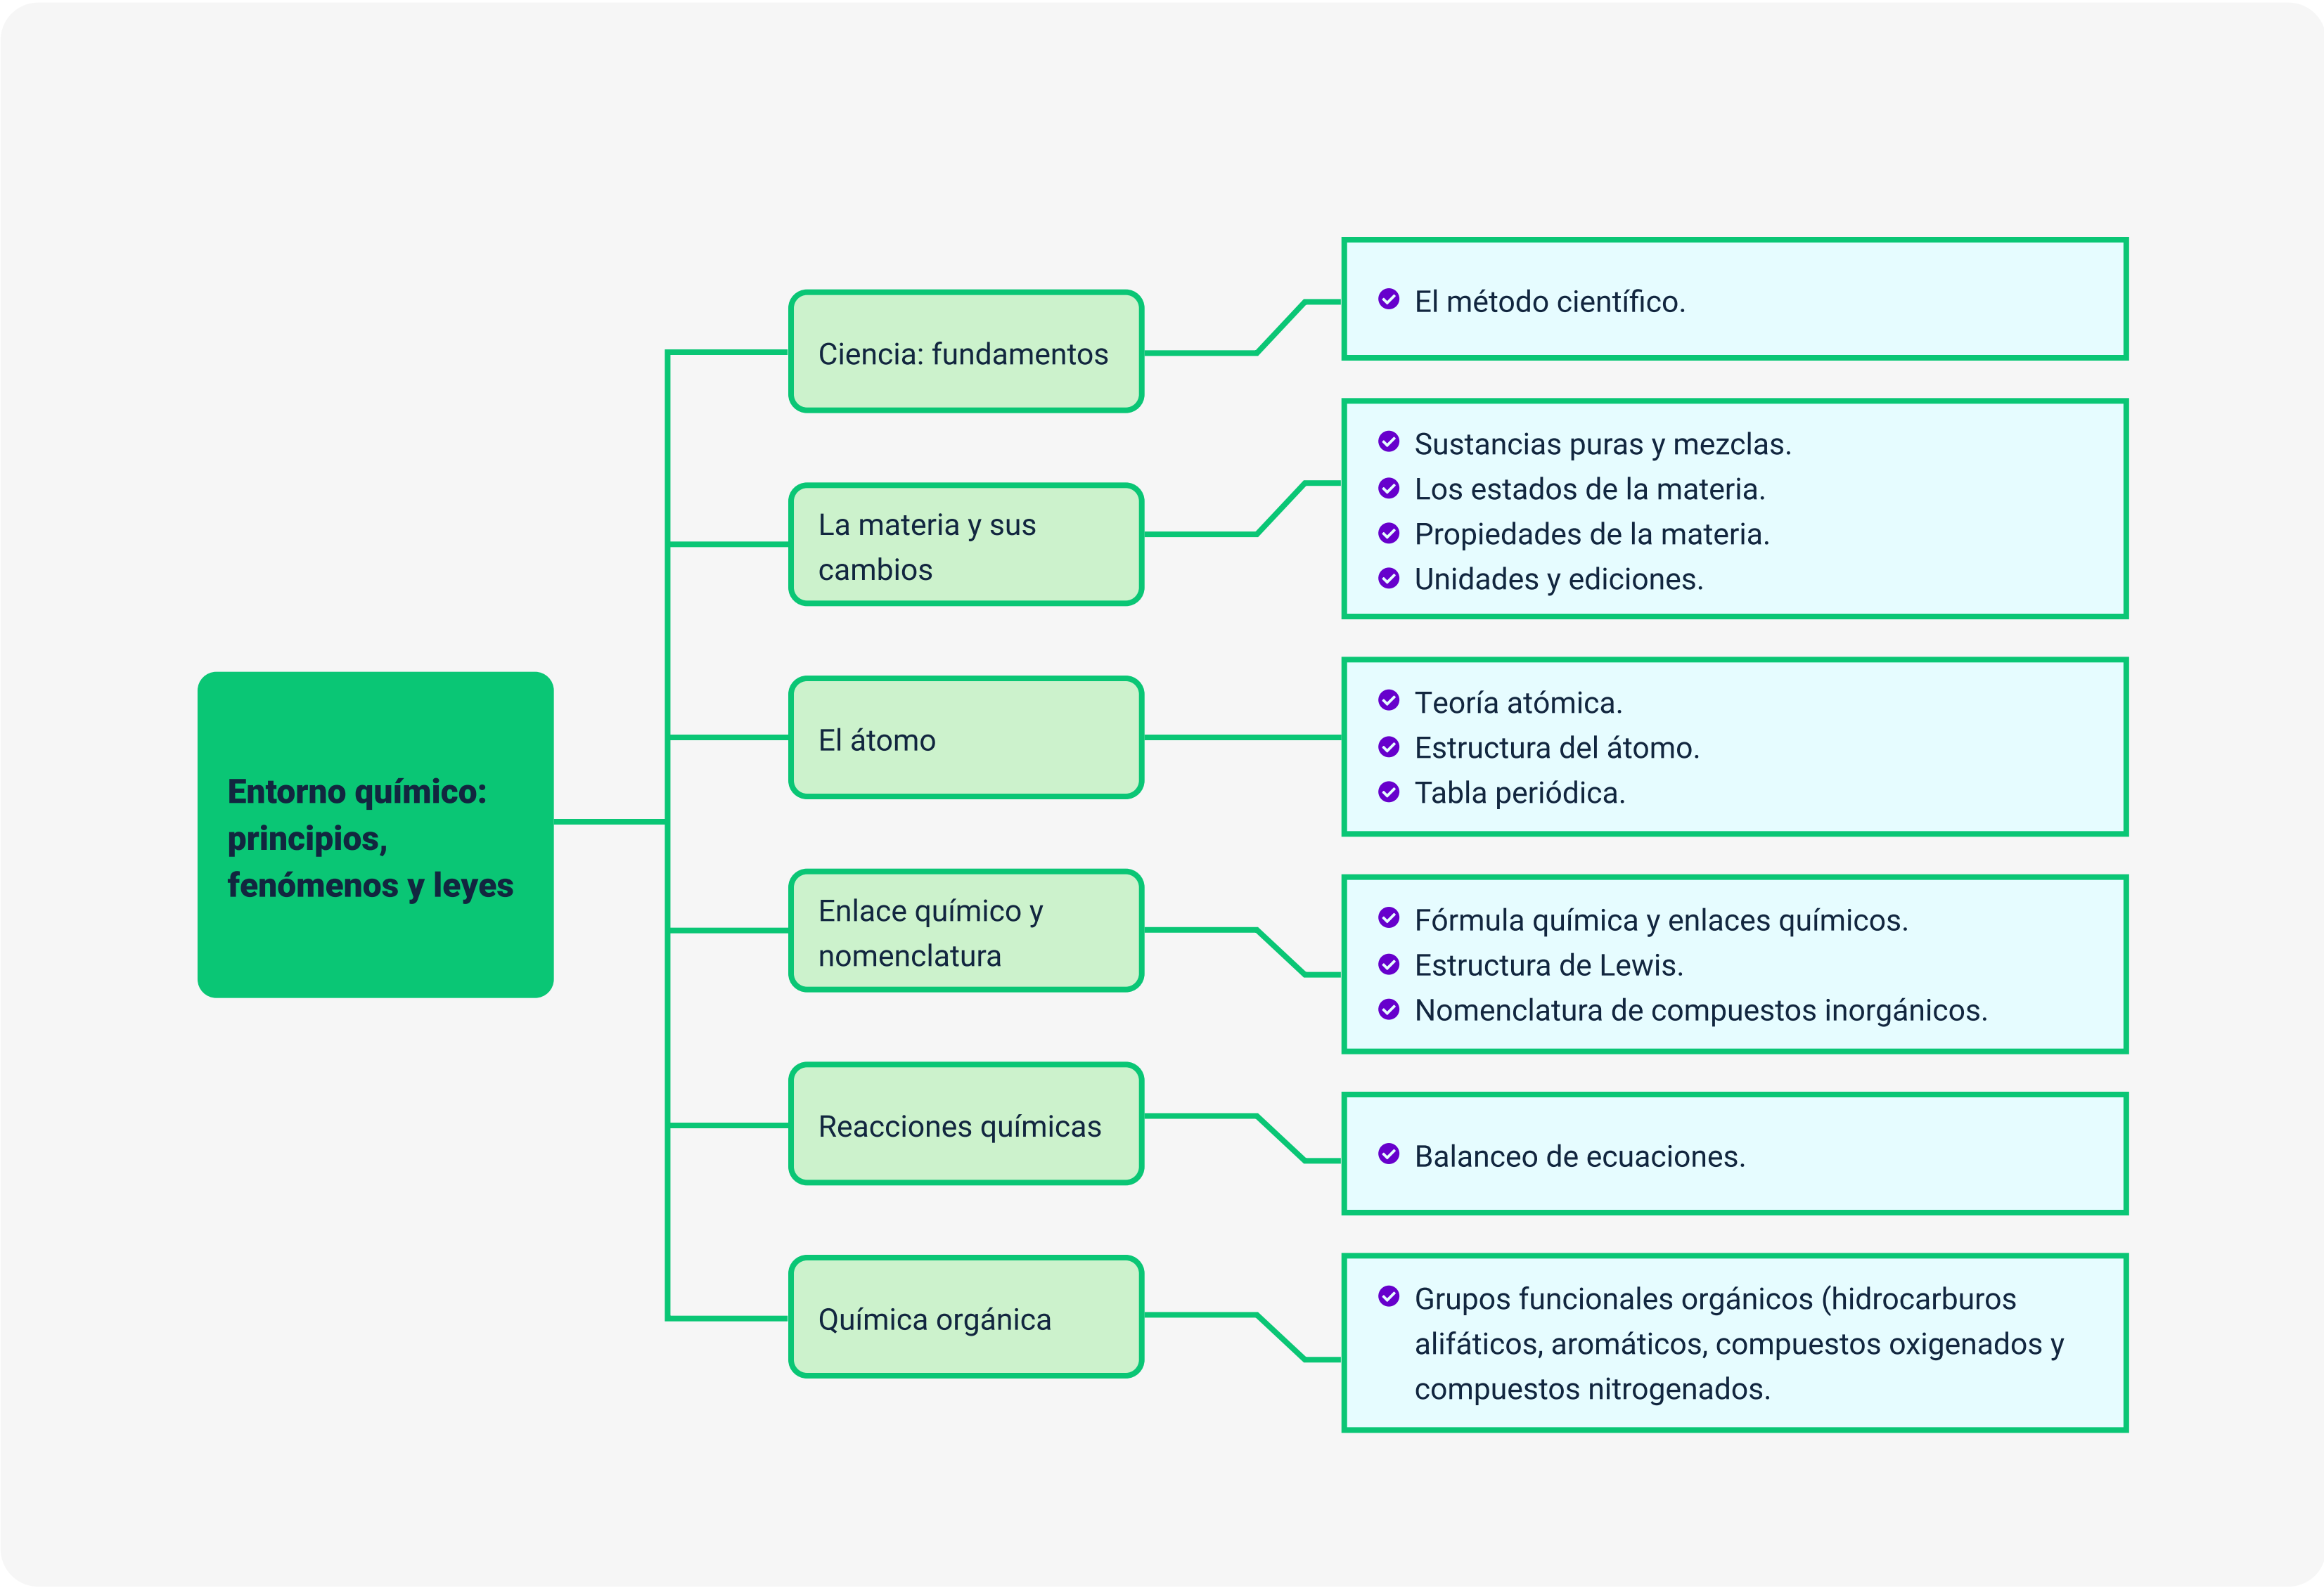 Entorno químico:
principios,
fenómenos y leyes
Ciencia: fundamentos
El método científico.
La materia y sus
cambios
Sustancias puras y mezclas.
Los estados de la materia.
Propiedades de la materia.
Unidades y ediciones.
El átomo
Teoría atómica.
Estructura del átomo.
Tabla periódica.
Enlace químico y
nomenclatura
Fórmula química y enlaces químicos.
Estructura de Lewis.
Nomenclatura de compuestos inorgánicos.
Reacciones químicas
Balanceo de ecuaciones.
Química orgánica
Grupos funcionales orgánicos (hidrocarburos
alifáticos, aromáticos, compuestos oxigenados y
compuestos nitrogenados.